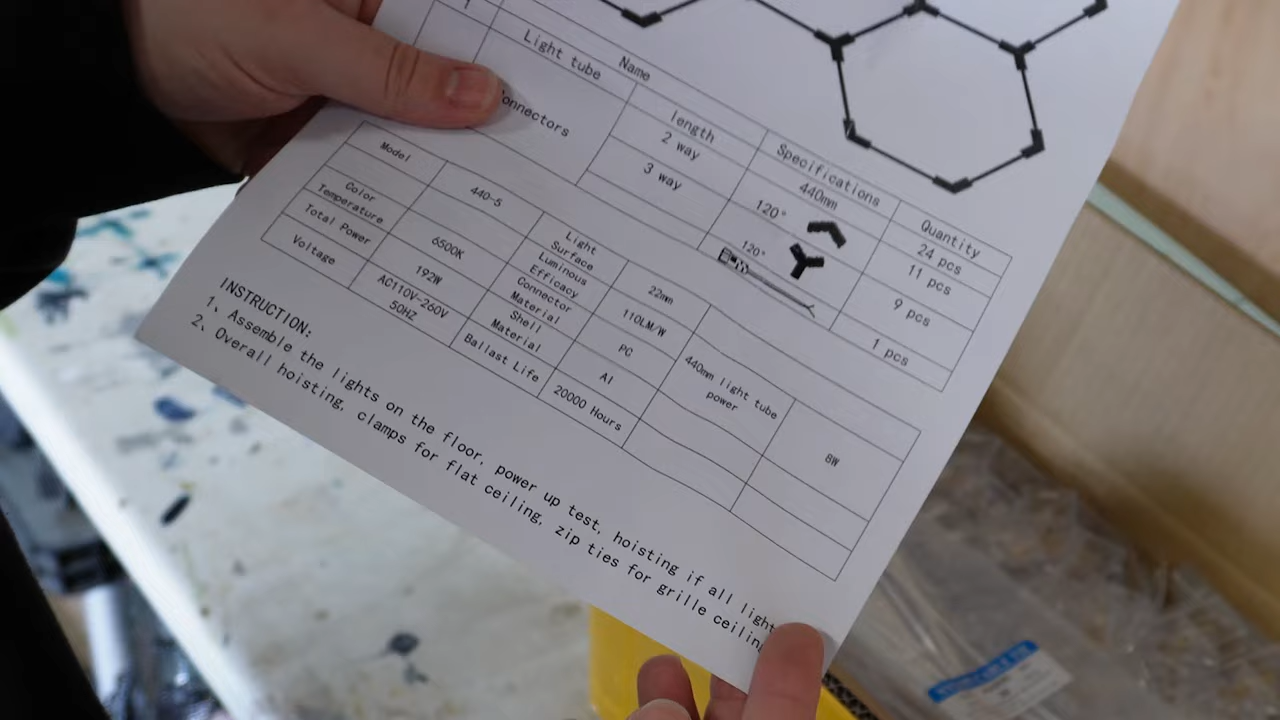 1
Name
Specifications
Quantity
Light tube
length
440mm
24 pcs
onnectors
2 way
120°
11 pcs
3 way
120°
9 pcs
1 pcs
Model
440-5
Light
Surface
22mm
440mm light tube
power
8W
Color
Temperature
6500K
Luminous
Efficacy
110LM/W
Total Power
192W
Connector
Material
PC
Voltage
AC110V-260V
50HZ
Shell
Material
Al
Ballast Life
20000 Hours
INSTRUCTION:
1、Assemble the lights on the floor, power up test, hoisting if all light
2、Overall hoisting, clamps for flat ceiling, zip ties for grille ceilin